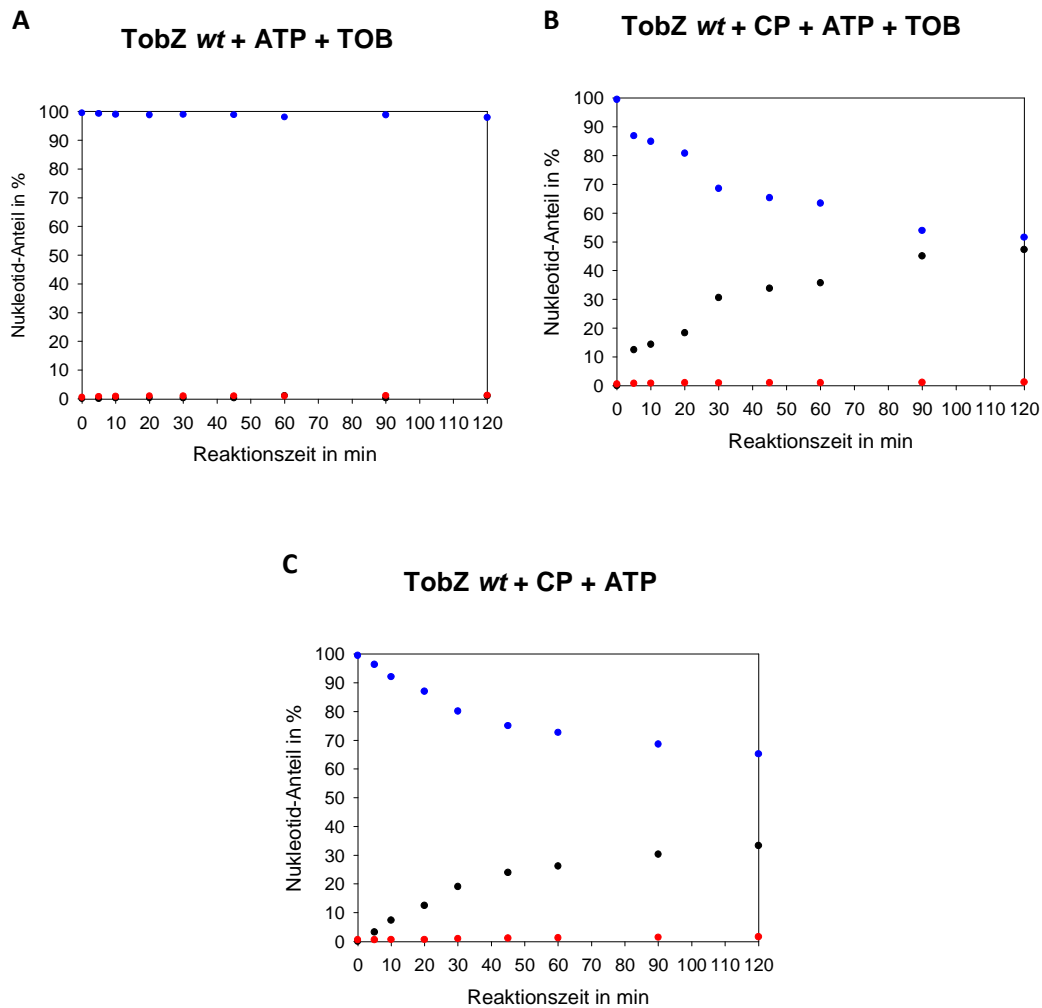 A
TobZ wt + ATP + TOB
Nukleotid-Anteil in %
100
90
80
70
60
50
40
30
20
10
0
0 10 20 30 40 50 60 70 80 90 100 110 120
Reaktionszeit in min
B
TobZ wt + CP + ATP + TOB
Nukleotid-Anteil in %
100
90
80
70
60
50
40
30
20
10
0
0 10 20 30 40 50 60 70 80 90 100 110 120
Reaktionszeit in min
C
TobZ wt + CP + ATP
Nukleotid-Anteil in %
100
90
80
70
60
50
40
30
20
10
0
0 10 20 30 40 50 60 70 80 90 100 110 120
Reaktionszeit in min